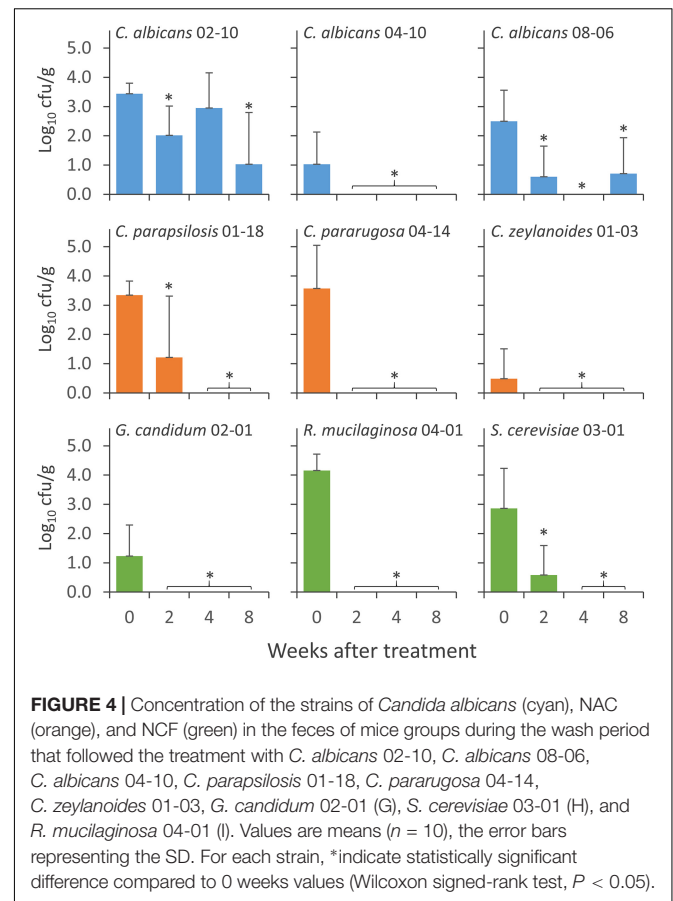 C. albicans 02-10 C. albicans 04-10 C. albicans 08-06
Log10 cfu/g
5.0
4.0
3.0
2.0
1.0
0.0
* * * * * *
C. parapsilosis 01-18 C. pararugosa 04-14 C. zeylanoides 01-03
Log10 cfu/g
5.0
4.0
3.0
2.0
1.0
0.0
* * * *
G. candidum 02-01 R. mucilaginosa 04-01 S. cerevisiae 03-01
Log10 cfu/g
5.0
4.0
3.0
2.0
1.0
0.0
* * * *
0 2 4 8 0 2 4 8 0 2 4 8
Weeks after treatment
FIGURE 4 | Concentration of the strains of Candida albicans (cyan), NAC
(orange), and NCF (green) in the feces of mice groups during the wash period
that followed the treatment with C. albicans 02-10, C. albicans 08-06,
C. albicans 04-10, C. parapsilosis 01-18, C. pararugosa 04-14,
C. zeylanoides 01-03, G. candidum 02-01 (G), S. cerevisiae 03-01 (H), and
R. mucilaginosa 04-01 (I). Values are means (n = 10), the error bars
representing the SD. For each strain, *indicate statistically significant
difference compared to 0 weeks values (Wilcoxon signed-rank test, P < 0.05).